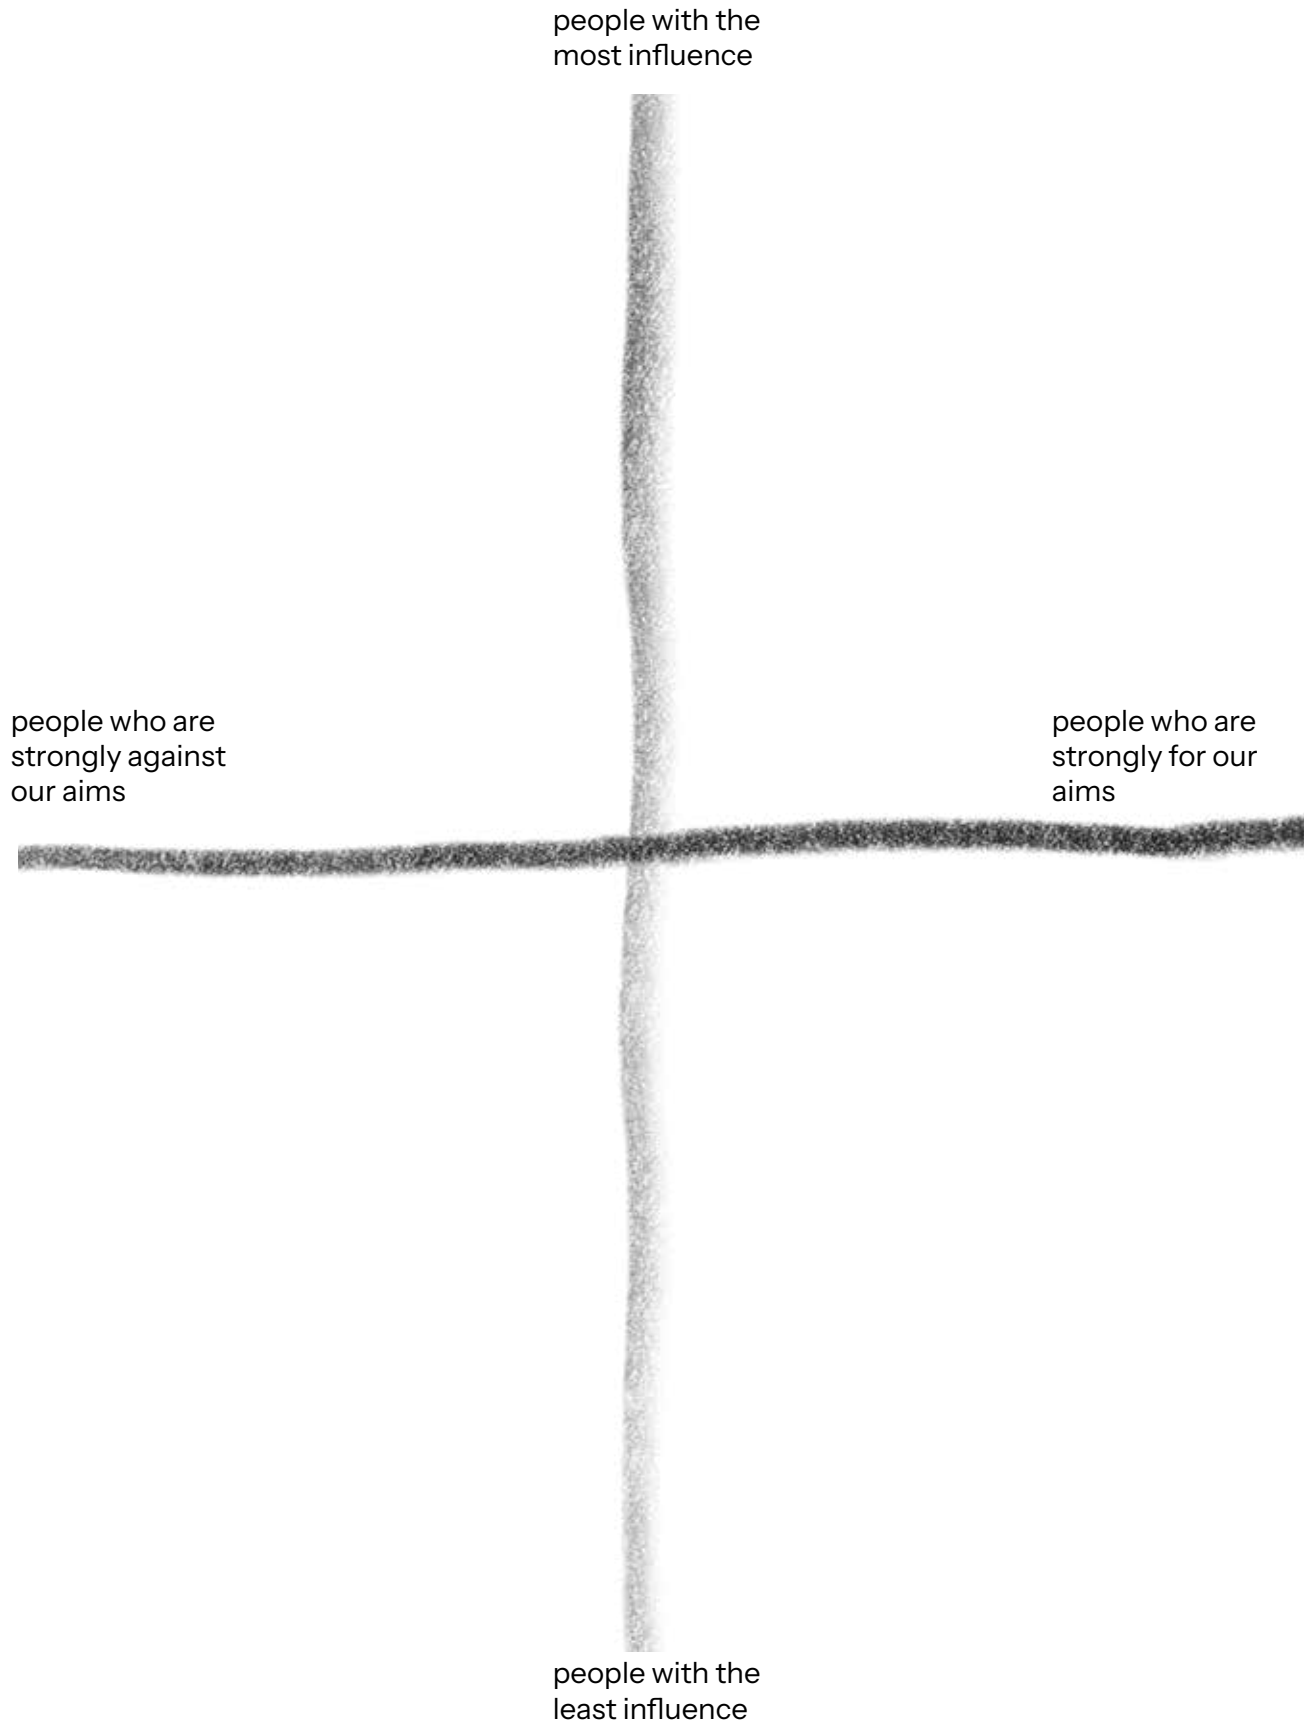 people with the
most influence
people who are
strongly against
our aims
people who are
strongly for our
aims
people with the
least influence